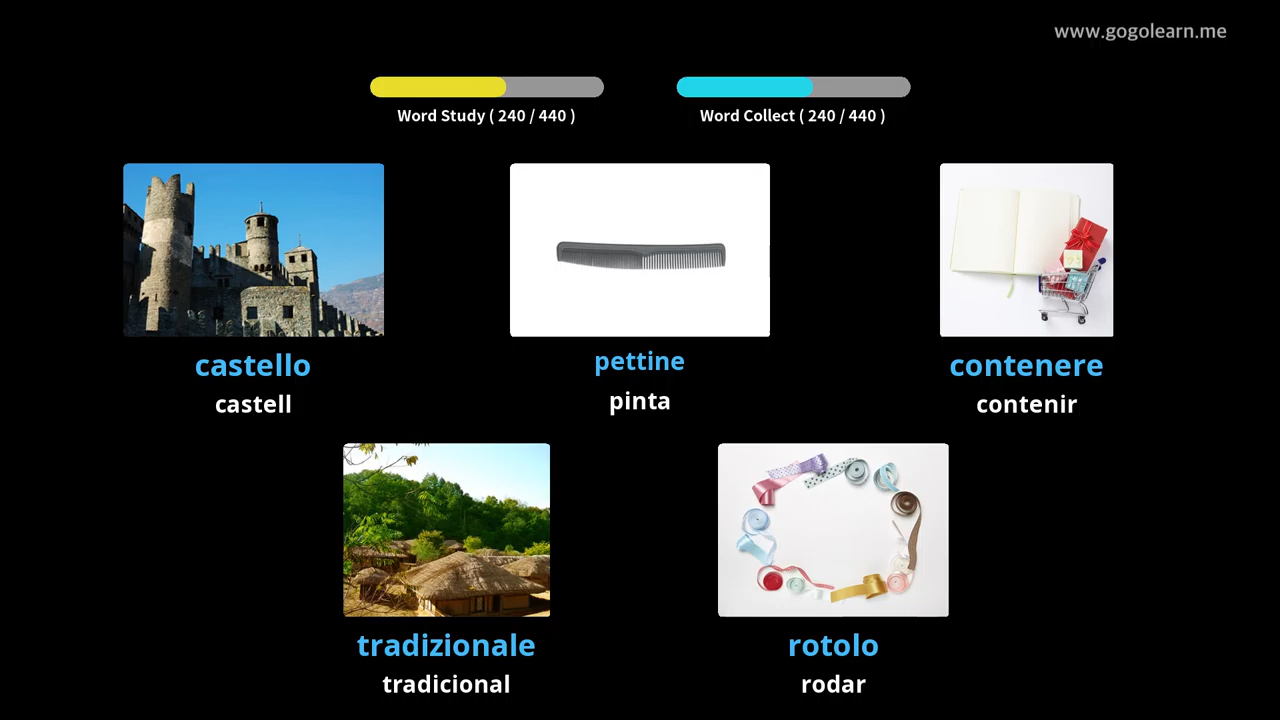 www.gogolearn.me
Word Study ( 240 / 440 )
Word Collect ( 240 / 440 )
castello
castell
pettine
pinta
contenere
contenir
tradizionale
tradicional
rotolo
rodar